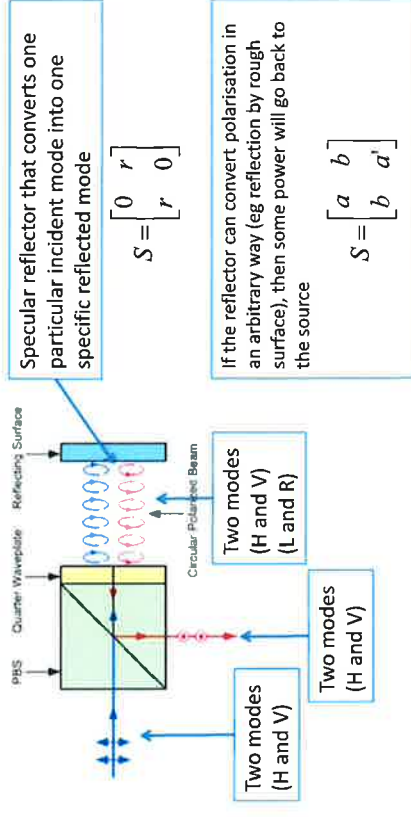 PBS
Quarter Waveplate
Reflecting Surface
Circular Polarized Beam
Two modes
(H and V)
Two modes
(H and V)
Two modes
(H and V)
(L and R)
Specular reflector that converts one
particular incident mode into one
specific reflected mode
S = [0 r
r 0]
If the reflector can convert polarisation in
an arbitrary way (eg reflection by rough
surface), then some power will go back to
the source
S = [a b
b a']